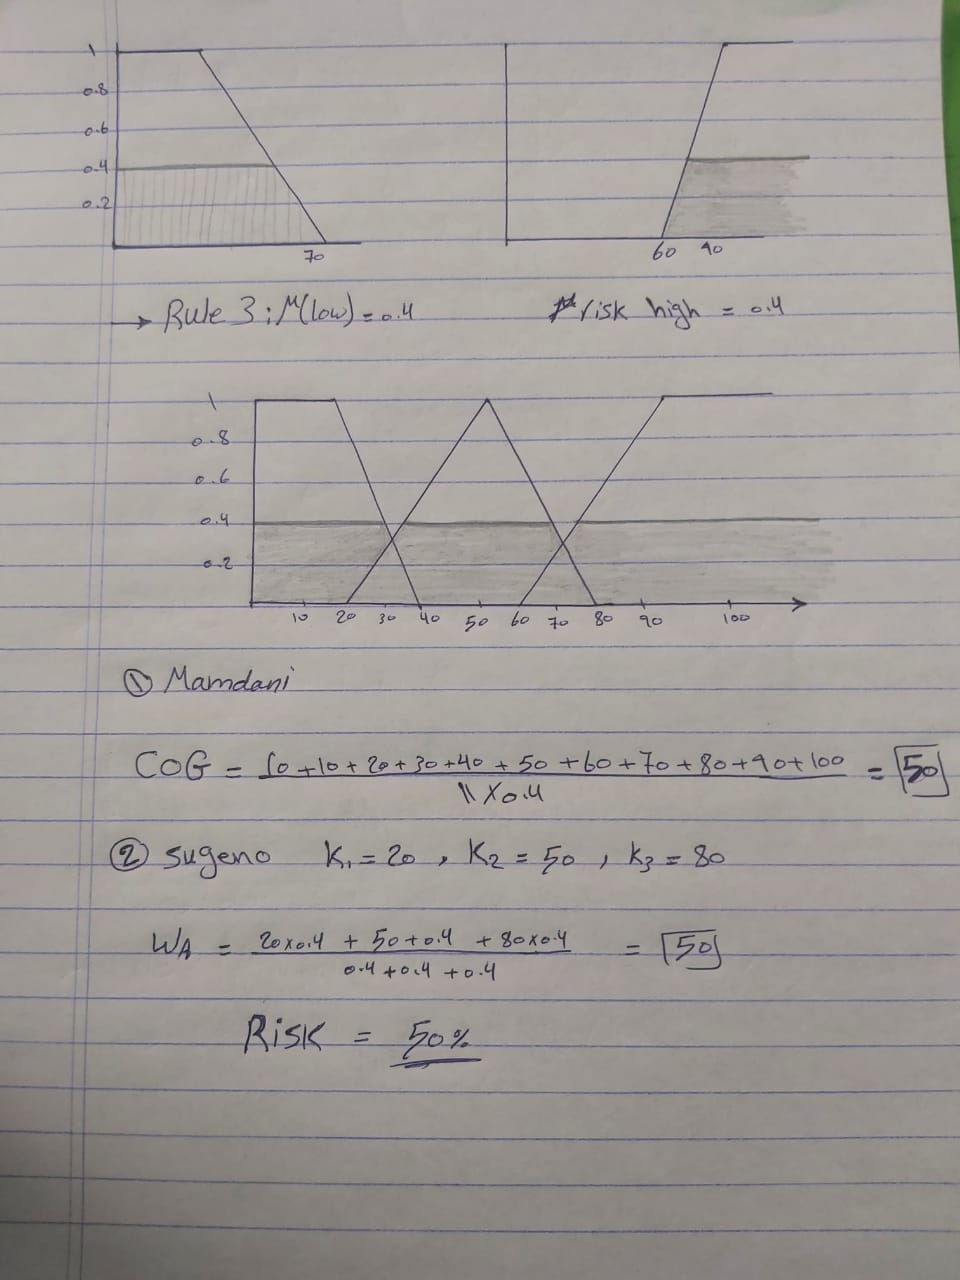 1
0.8
0.6
0.4
0.2
70
60 90
→ Rule 3: μ(low) = 0.4
risk high = 0.4
1
0.8
0.6
0.4
0.2
10 20 30 40 50 60 70 80 90 100
① Mamdani
COG = (0+10+20+30+40+50+60+70+80+90+100 / 11×0.4 = 50
② sugeno K₁=20, K₂=50, K₃=80
WA = 20×0.4 + 50+0.4 + 80×0.4 / 0.4+0.4+0.4 = 50
Risk = 50%